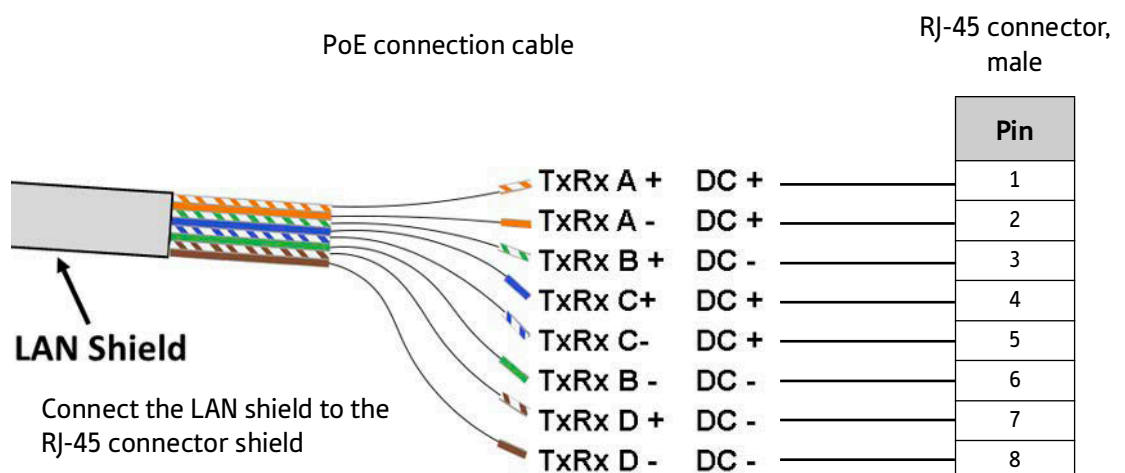 PoE connection cable
RJ-45 connector,
male
Pin
TxRx A + DC + 1
TxRx A - DC + 2
TxRx B + DC - 3
TxRx C+ DC + 4
TxRx C- DC + 5
TxRx B - DC - 6
TxRx D + DC - 7
TxRx D - DC - 8
LAN Shield
Connect the LAN shield to the
RJ-45 connector shield